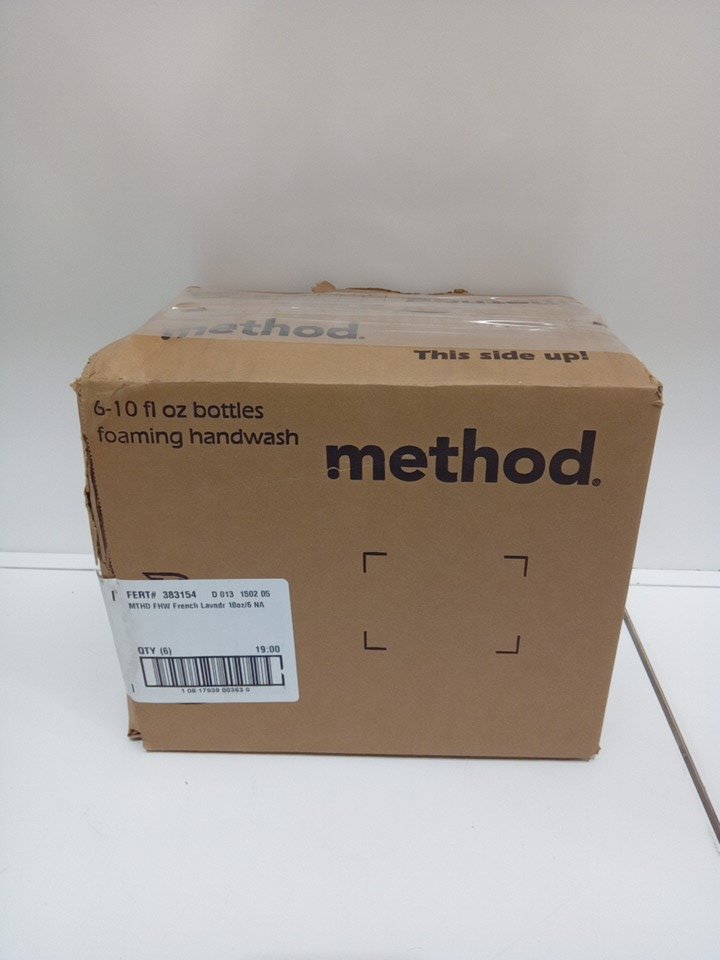 method.
This side up!
6-10 fl oz bottles
foaming handwash
method.®
FERT# 383154 D 013 1502 05
MTHD FHW French Lavndr 10oz/6 NA
QTY (6) 19:00
1 08 17939 00363 0